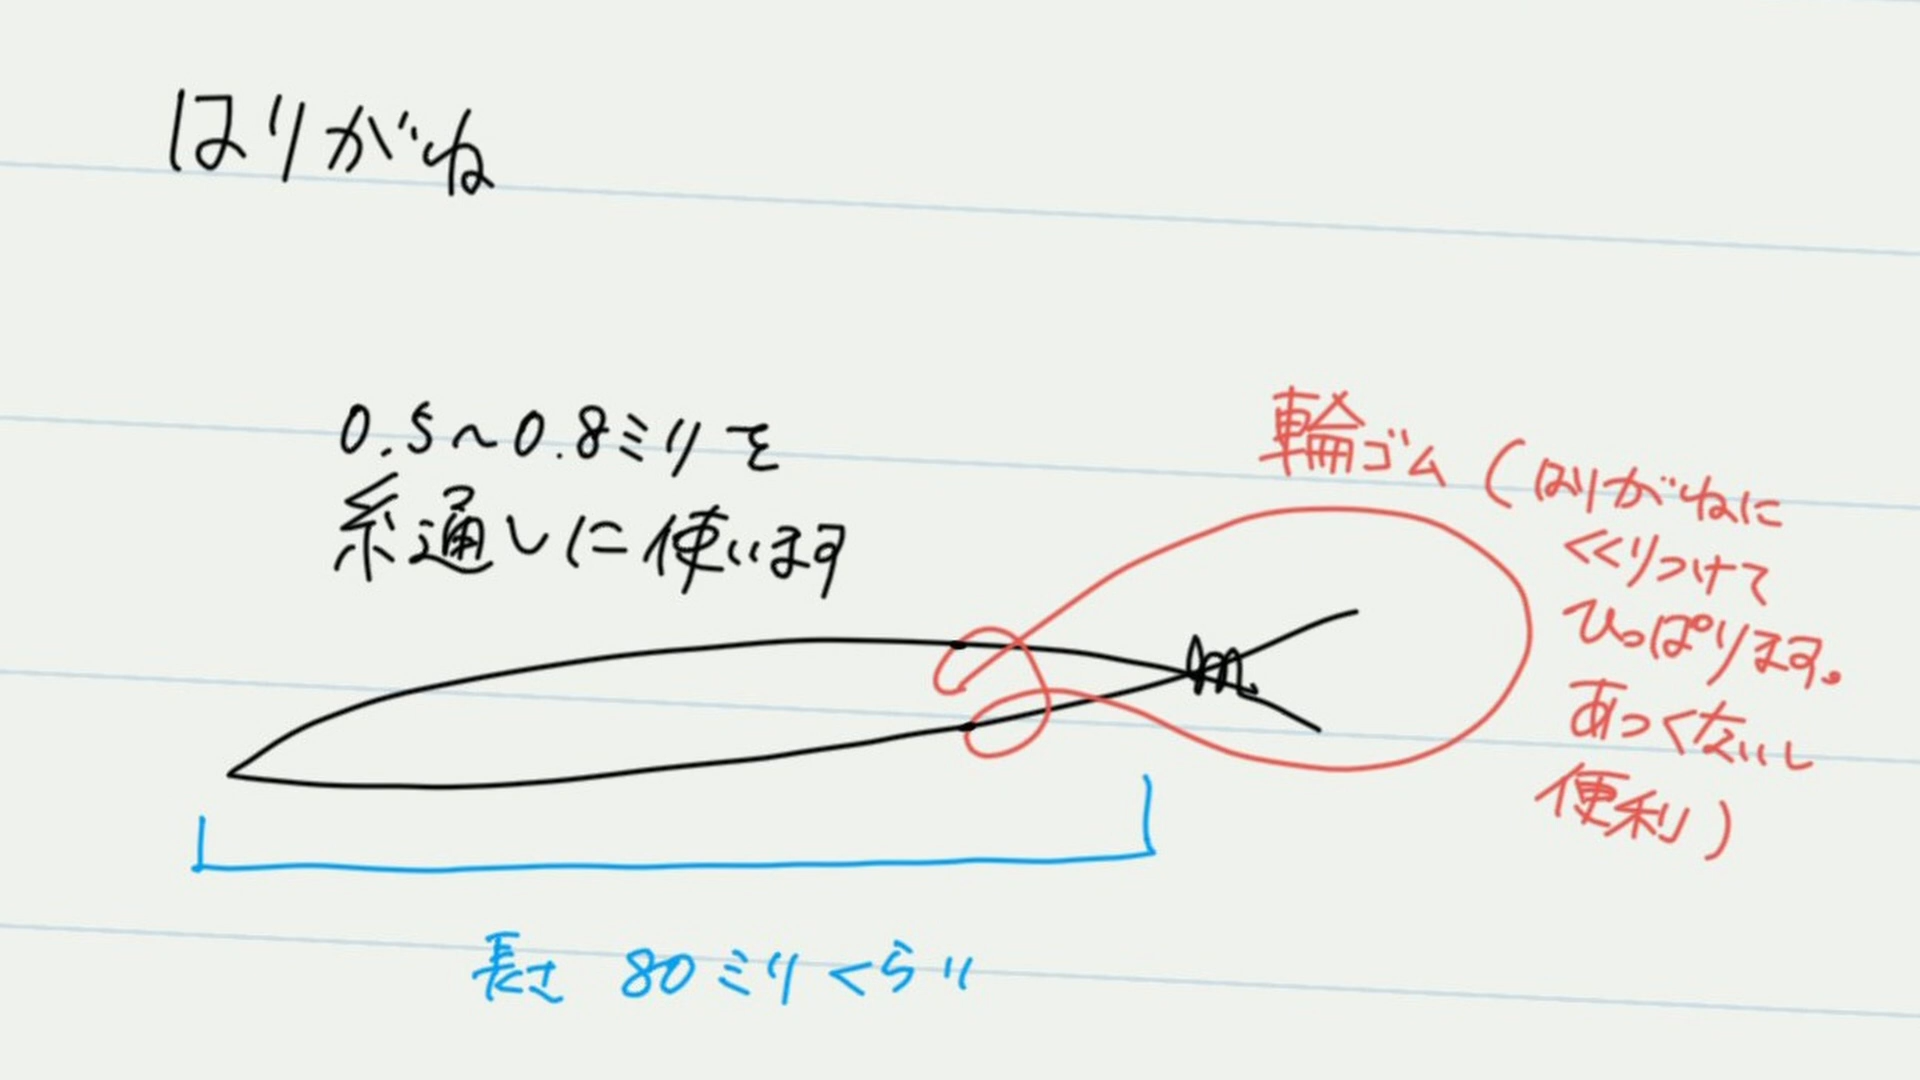 はりがね
0.5～0.8ミリを
糸通しに使います
輪ゴム(はりがねに
くくりつけて
ひっぱります。
あつくないし
便利)
長さ 80ミリくらい